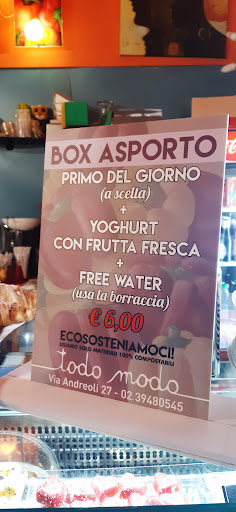 BOX ASPORTO
PRIMO DEL GIORNO
(a scelta)
+
YOGHURT
CON FRUTTA FRESCA
+
FREE WATER
(usa la borraccia)
€ 6,00
ECOSOSTENIAMOCI!
USIAMO SOLO MATERIALI 100% COMPOSTABILI
todo modo
Via Andreoli 27 - 02.39480545